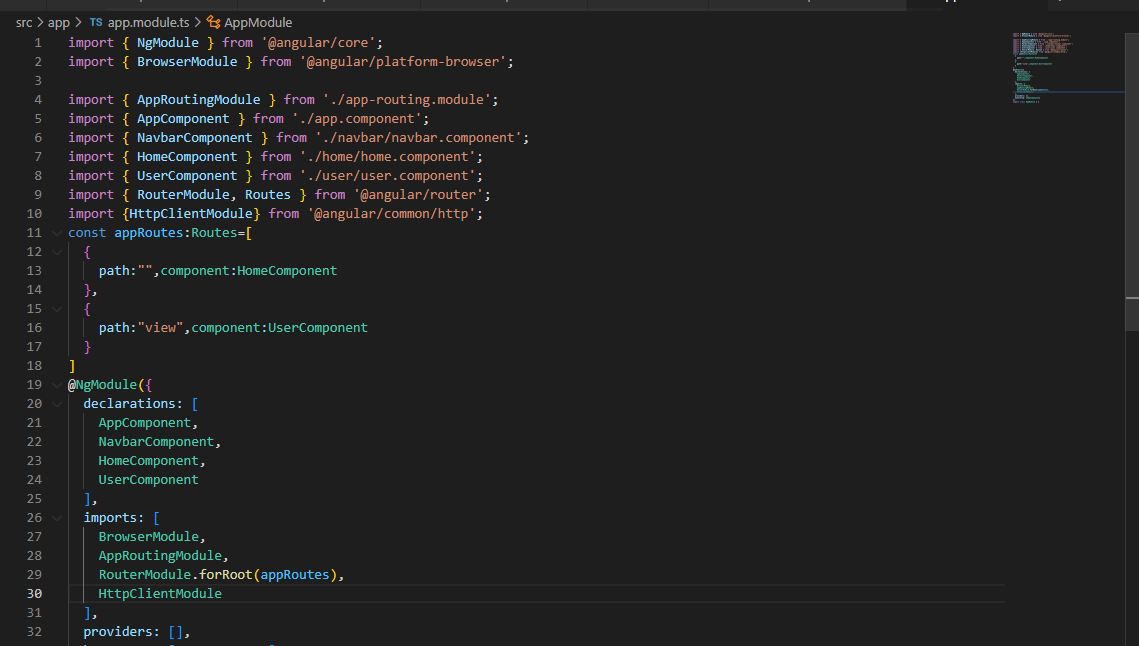 src > app > TS app.module.ts > AppModule
1 import { NgModule } from '@angular/core';
2 import { BrowserModule } from '@angular/platform-browser';
3
4 import { AppRoutingModule } from './app-routing.module';
5 import { AppComponent } from './app.component';
6 import { NavbarComponent } from './navbar/navbar.component';
7 import { HomeComponent } from './home/home.component';
8 import { UserComponent } from './user/user.component';
9 import { RouterModule, Routes } from '@angular/router';
10 import {HttpClientModule} from '@angular/common/http';
11 const appRoutes:Routes=[
12 {
13 path:"",component:HomeComponent
14 },
15 {
16 path:"view",component:UserComponent
17 }
18 ]
19 @NgModule({
20 declarations: [
21 AppComponent,
22 NavbarComponent,
23 HomeComponent,
24 UserComponent
25 ],
26 imports: [
27 BrowserModule,
28 AppRoutingModule,
29 RouterModule.forRoot(appRoutes),
30 HttpClientModule
31 ],
32 providers: [],